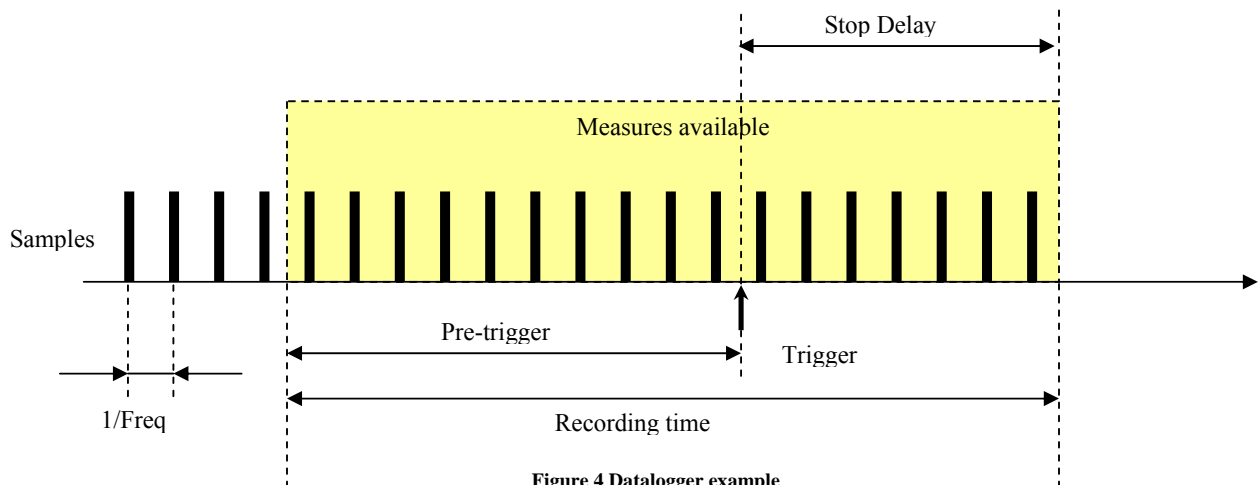 Stop Delay
Measures available
Samples
Pre-trigger
Trigger
1/Freq
Recording time
Figure 4 Datalogger example